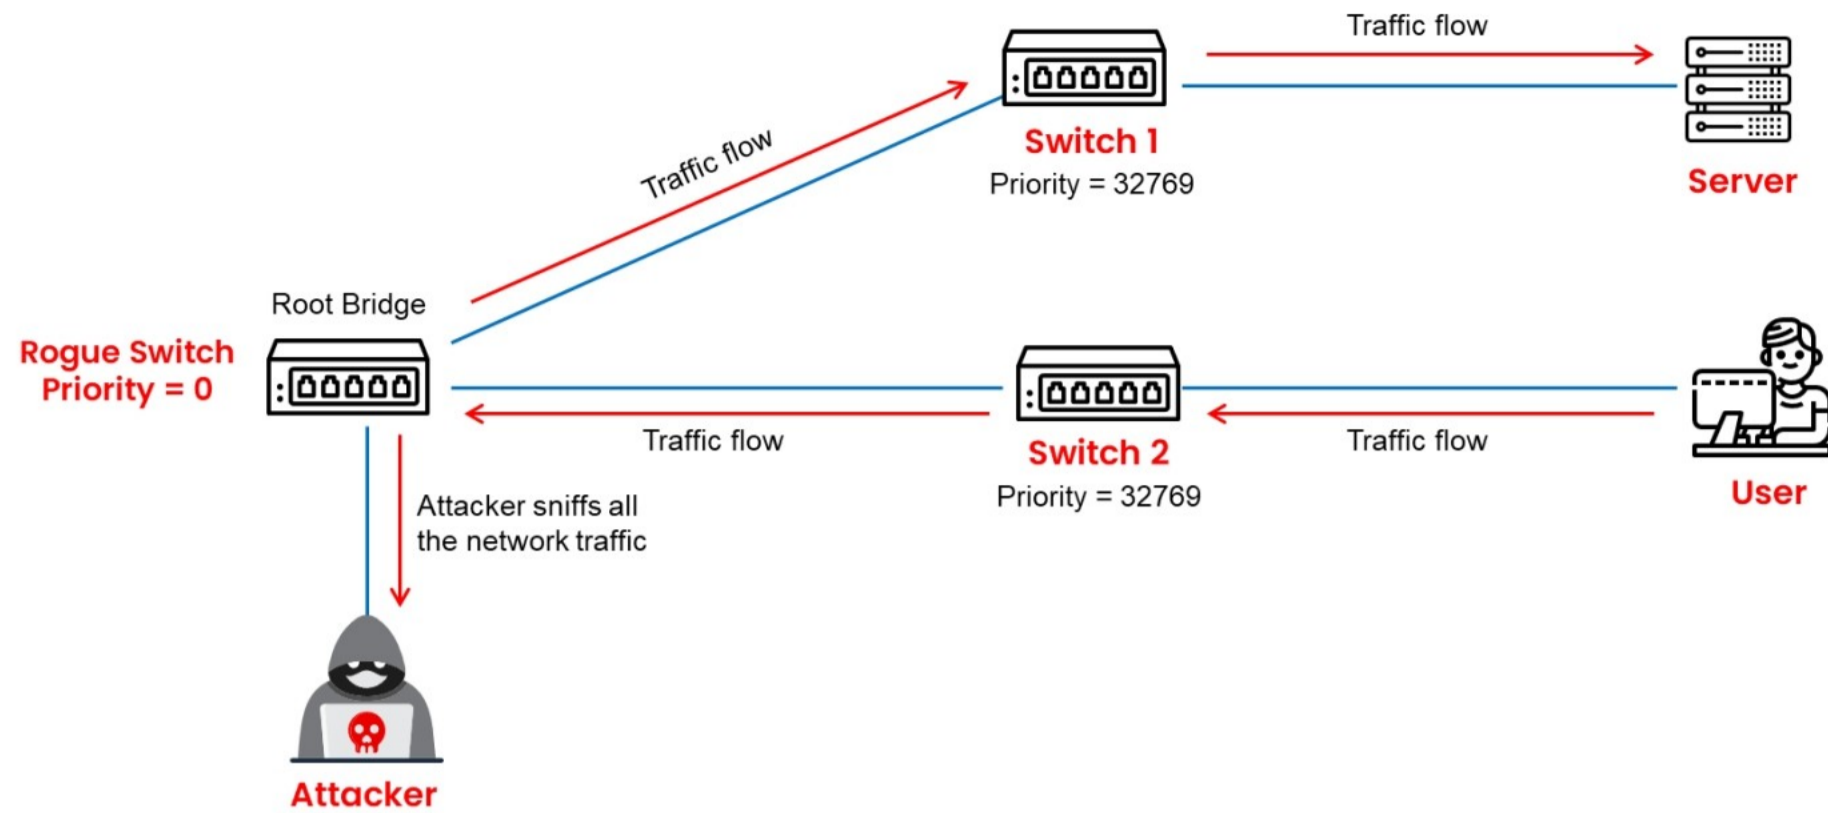 Traffic flow
Switch 1
Priority = 32769
Server
Traffic flow
Root Bridge
Rogue Switch
Priority = 0
Traffic flow
Switch 2
Priority = 32769
Traffic flow
User
Attacker sniffs all
the network traffic
Attacker